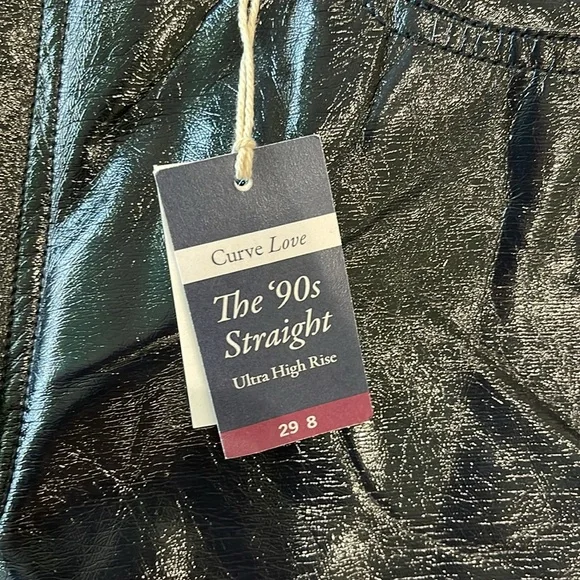 Curve Love
The ‘90s
Straight
Ultra High Rise
29 8